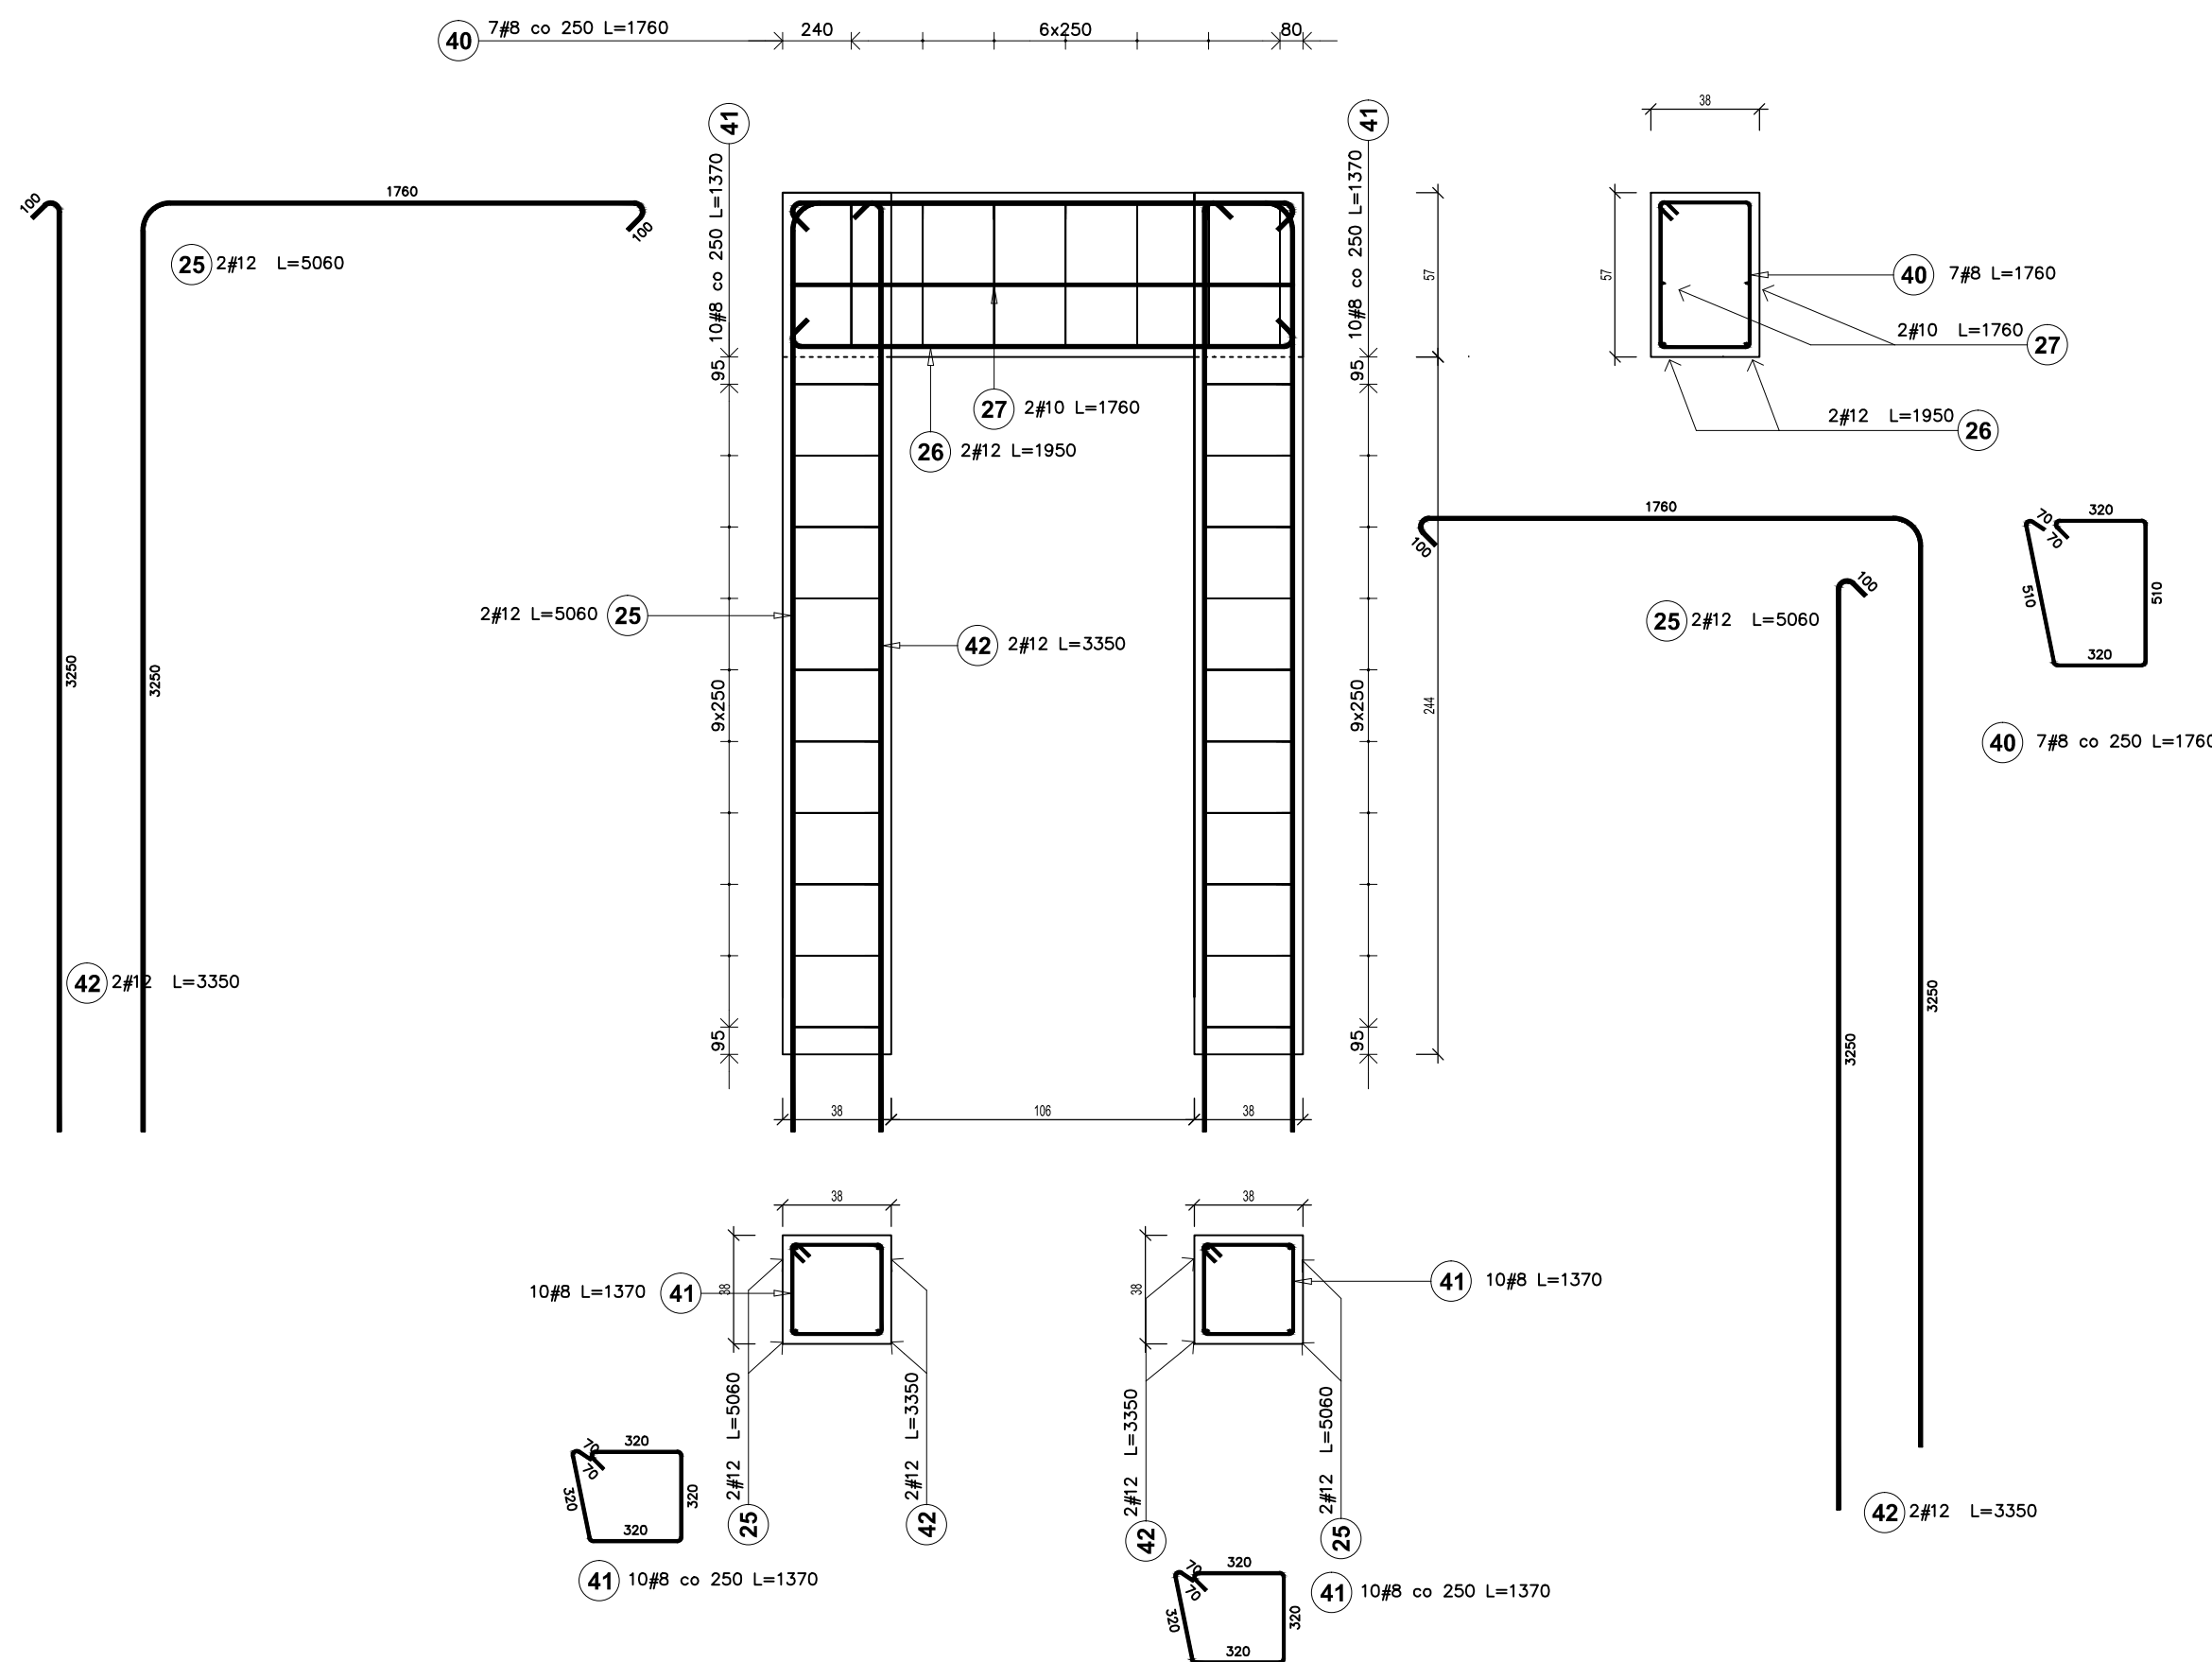 40 7#8 co 250 L=1760
240 6x250 80
41
10#8 co 250 L=1370
95
9x250
95
41
10#8 co 250 L=1370
95
9x250
95
100
3250
42 2#12 L=3350
1760
100
3250
25 2#12 L=5060
27 2#10 L=1760
26 2#12 L=1950
2#12 L=5060 25
42 2#12 L=3350
38 106 38
57
244
38
57
40 7#8 L=1760
2#10 L=1760 27
2#12 L=1950 26
1760
100
3250
25 2#12 L=5060
100
3250
42 2#12 L=3350
70 320
70
510
510
320
40 7#8 co 250 L=1760
38
38
10#8 L=1370 41
2#12 L=5060
25
2#12 L=3350
42
38
38
41 10#8 L=1370
2#12 L=3350
42
2#12 L=5060
25
70 320
70
320
320
320
41 10#8 co 250 L=1370
70 320
70
320
320
320
41 10#8 co 250 L=1370